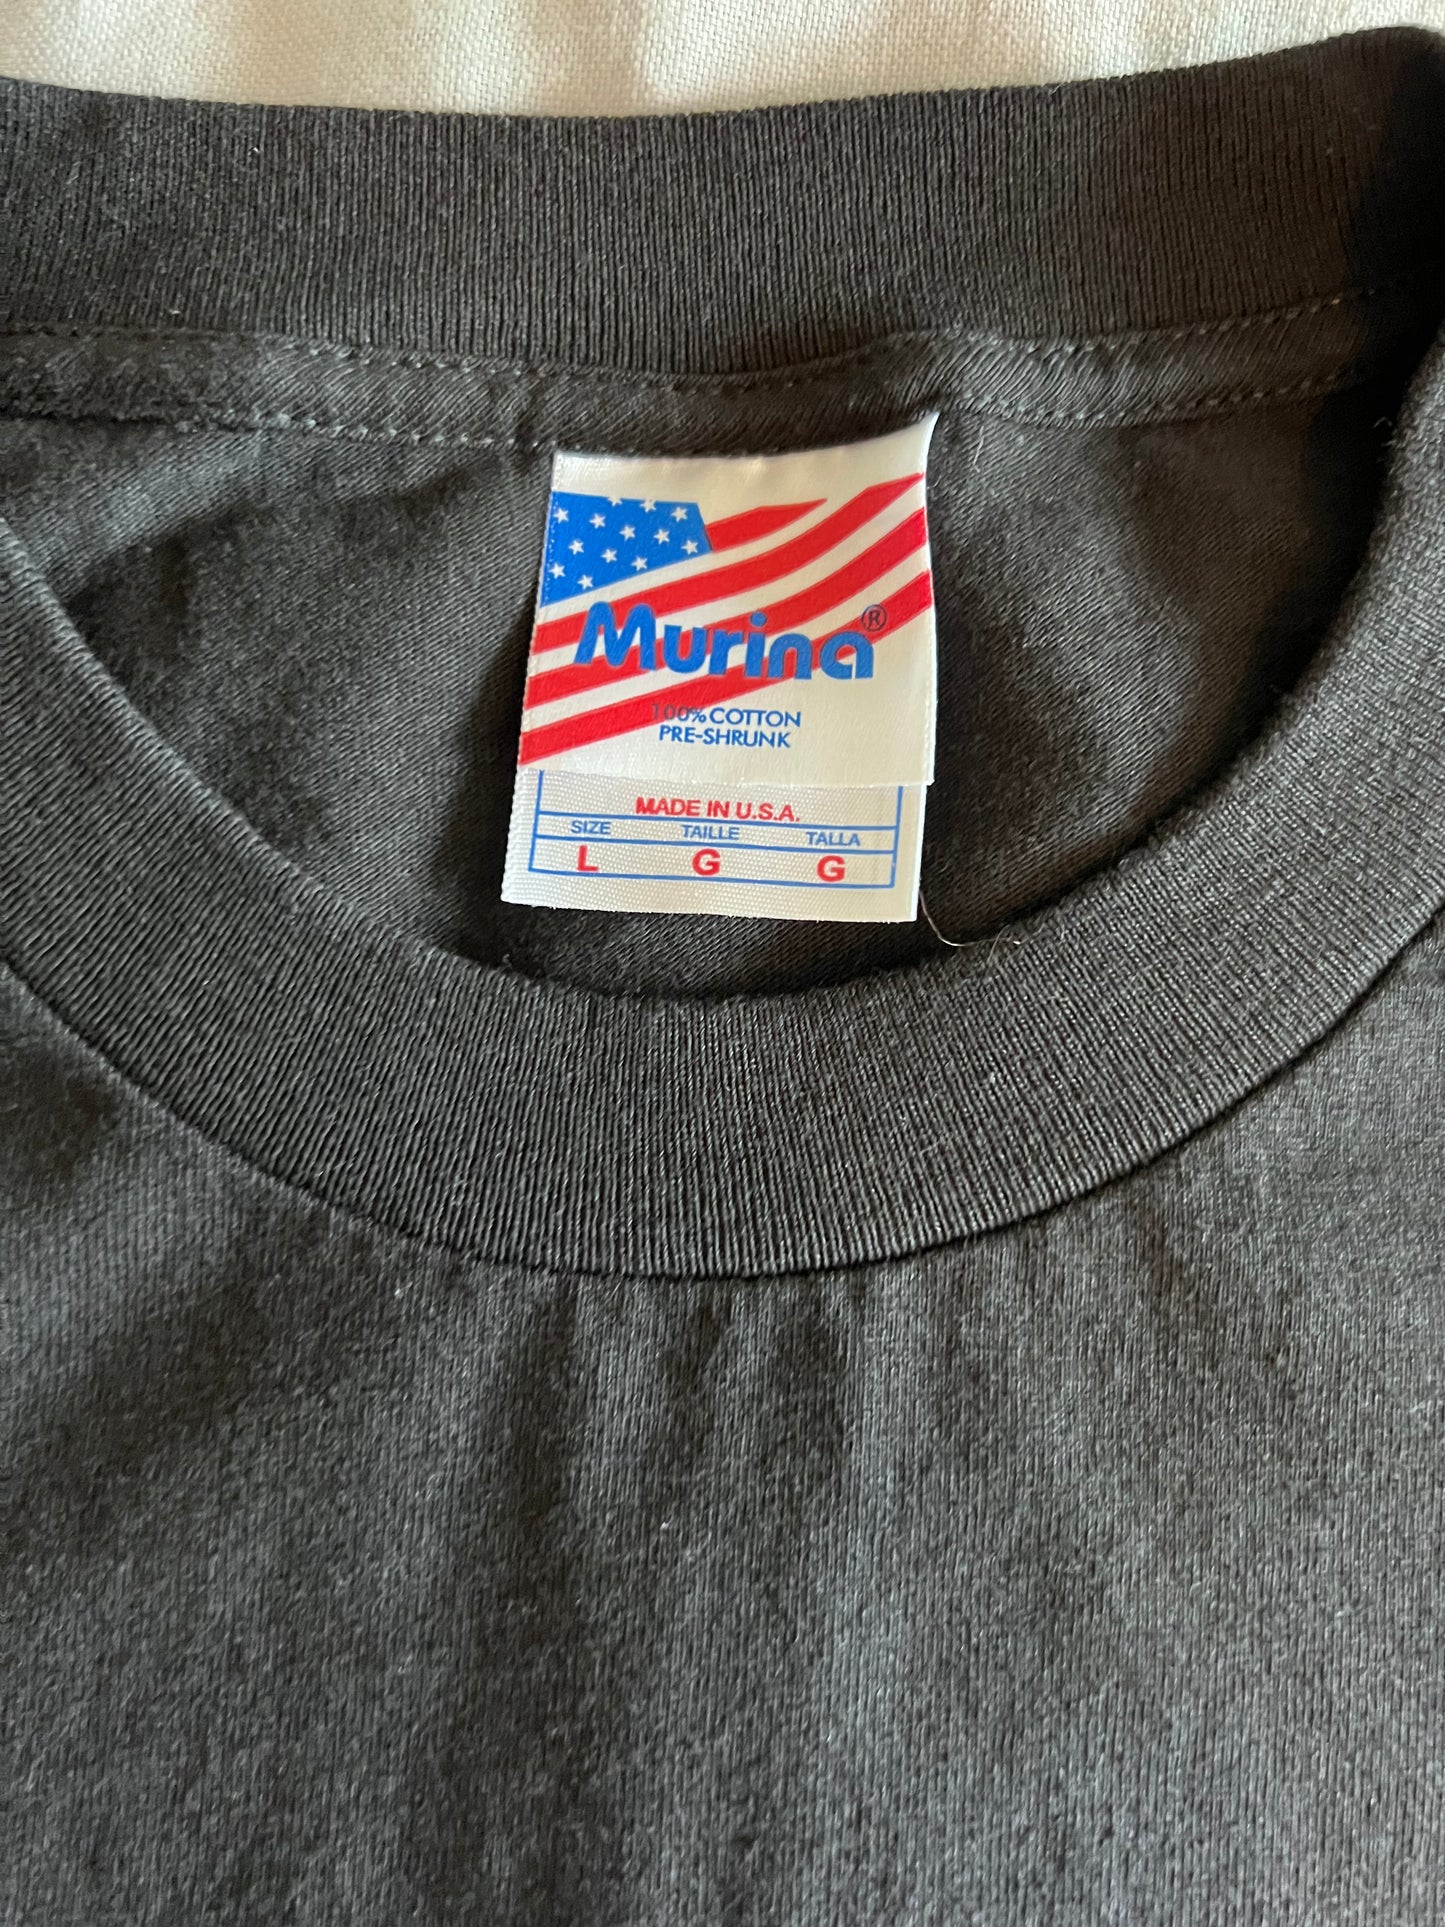 Murina®
100% COTTON
PRE-SHRUNK
MADE IN U.S.A.
SIZE TAILLE TALLA
L G G